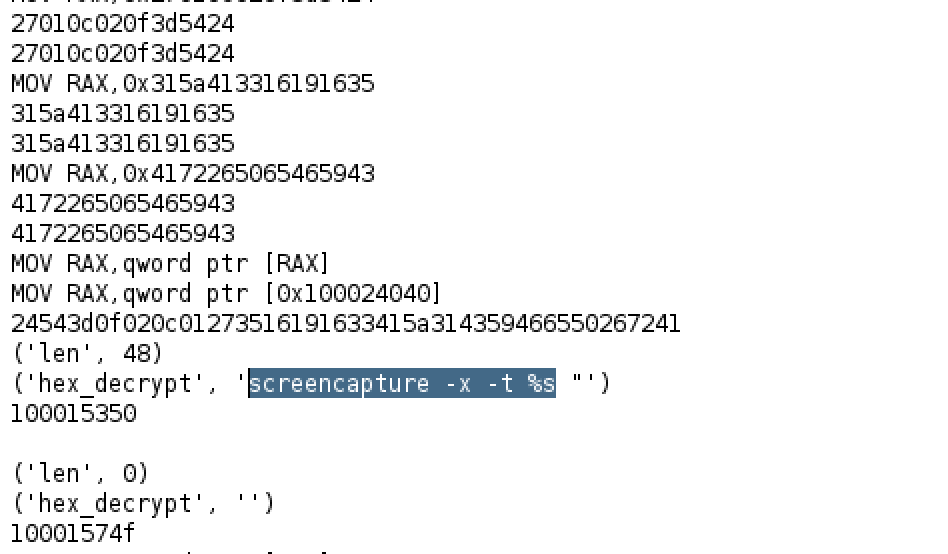 27010c020f3d5424
27010c020f3d5424
MOV RAX,0x315a413316191635
315a413316191635
315a413316191635
MOV RAX,0x4172265065465943
4172265065465943
4172265065465943
MOV RAX,qword ptr [RAX]
MOV RAX,qword ptr [0x100024040]
24543d0f020c01273516191633415a314359466550267241
('len', 48)
('hex_decrypt', 'screencapture -x -t %s "')
100015350
('len', 0)
('hex_decrypt', '')
10001574f